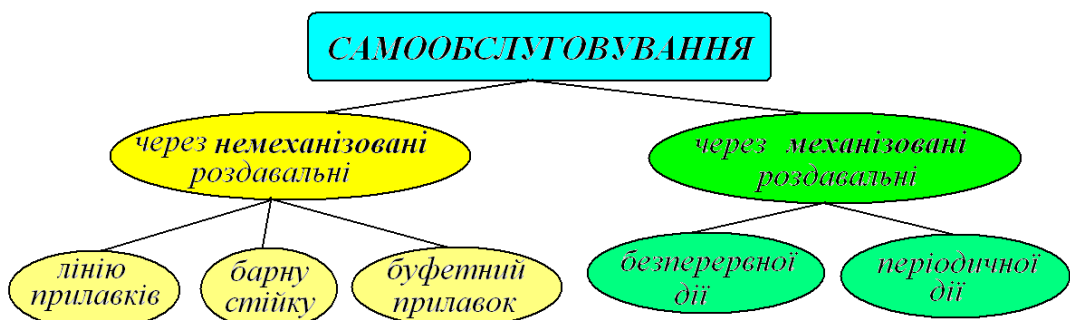 САМООБСЛУГОВУВАННЯ
через немеханізовані
роздавальні
через механізовані
роздавальні
лінію
прилавків
барну
стійку
буфетний
прилавок
безперервної
дії
періодичної
дії